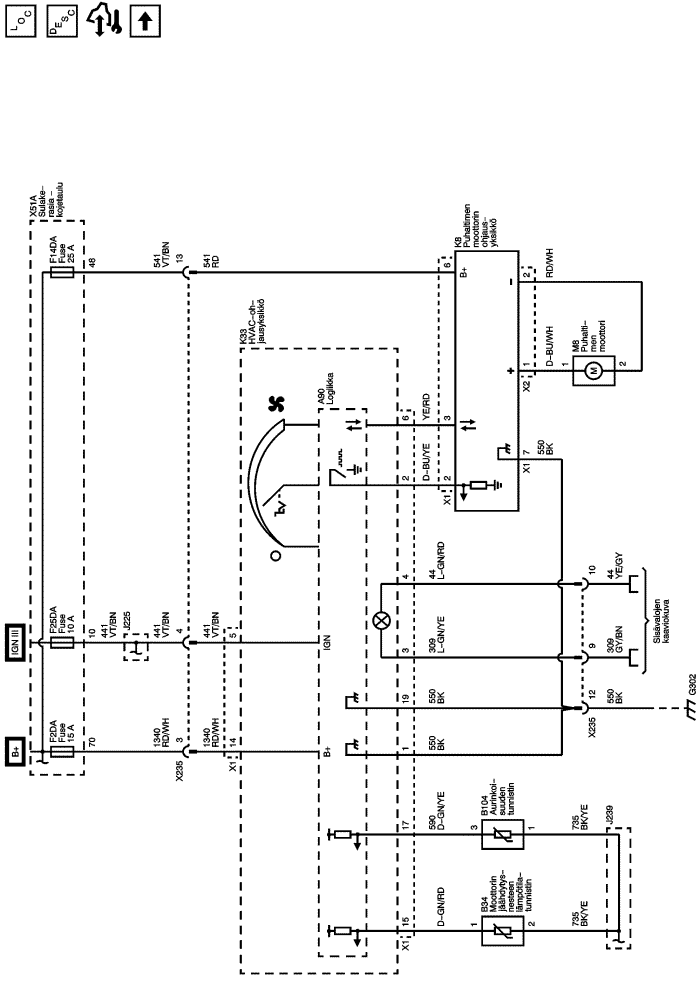 LOC
DESC
B+
IGN III
X51A
Sulake-
rasia –
kojetaulu
F2DA
Fuse
15 A
F25DA
Fuse
10 A
F14DA
Fuse
25 A
70
10
48
441
VT/BN
J225
1340
RD/WH
441
VT/BN
541
VT/BN
3
4
13
X235
1340
RD/WH
441
VT/BN
541
RD
X1
14
5
K33
HVAC–oh-
jausyksikkö
A90
Logiikka
B+
IGN
X1
15
17
1
19
3
4
2
6
D–GN/RD
590
D–GN/YE
550
BK
550
BK
309
L–GN/YE
44
L–GN/RD
D–BU/YE
YE/RD
X1
2
3
6
B+
K8
Puhaltimen
moottorin
ohjaus-
yksikkö
1
3
B34
Moottorin
jäähdytys-
nesteen
lämpötila-
tunnistin
B104
Aurinkoi-
suuden
tunnistin
2
1
+
–
X1
7
X2
1
2
550
BK
D–BU/WH
RD/WH
M8
Puhalti-
men
moottori
1
M
2
735
BK/YE
735
BK/YE
J239
X235
12
9
10
550
BK
309
GY/BN
44
YE/GY
Sisävalojen
kaaviokuva
G302